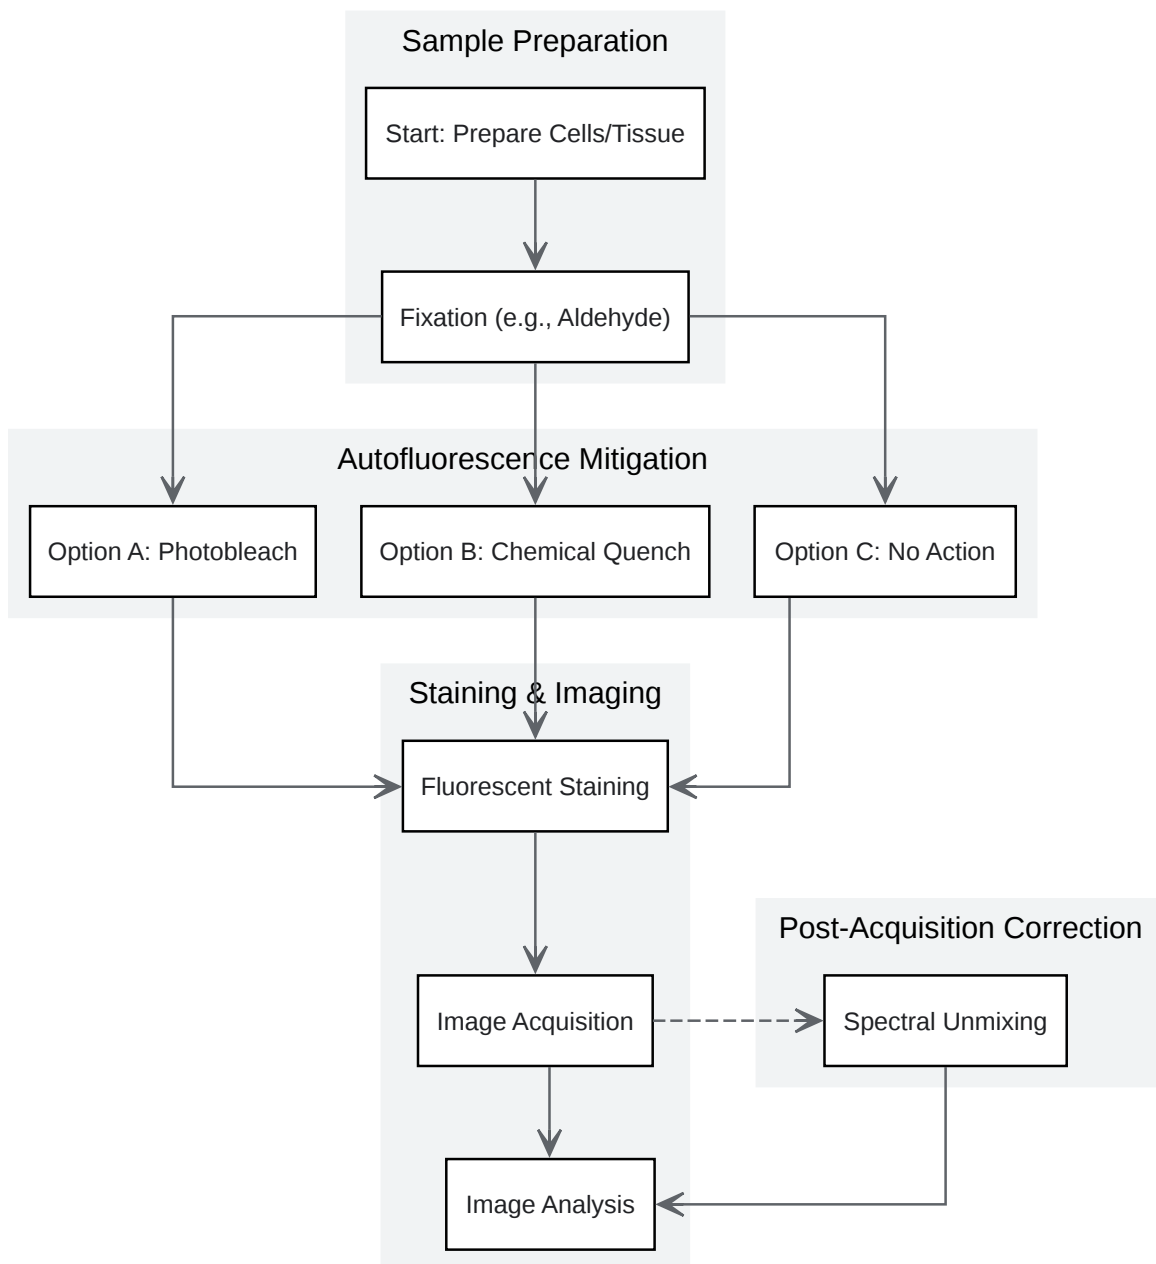 Sample Preparation
Start: Prepare Cells/Tissue
Fixation (e.g., Aldehyde)
Autofluorescence Mitigation
Option A: Photobleach
Option B: Chemical Quench
Option C: No Action
Staining & Imaging
Fluorescent Staining
Post-Acquisition Correction
Image Acquisition
Spectral Unmixing
Image Analysis